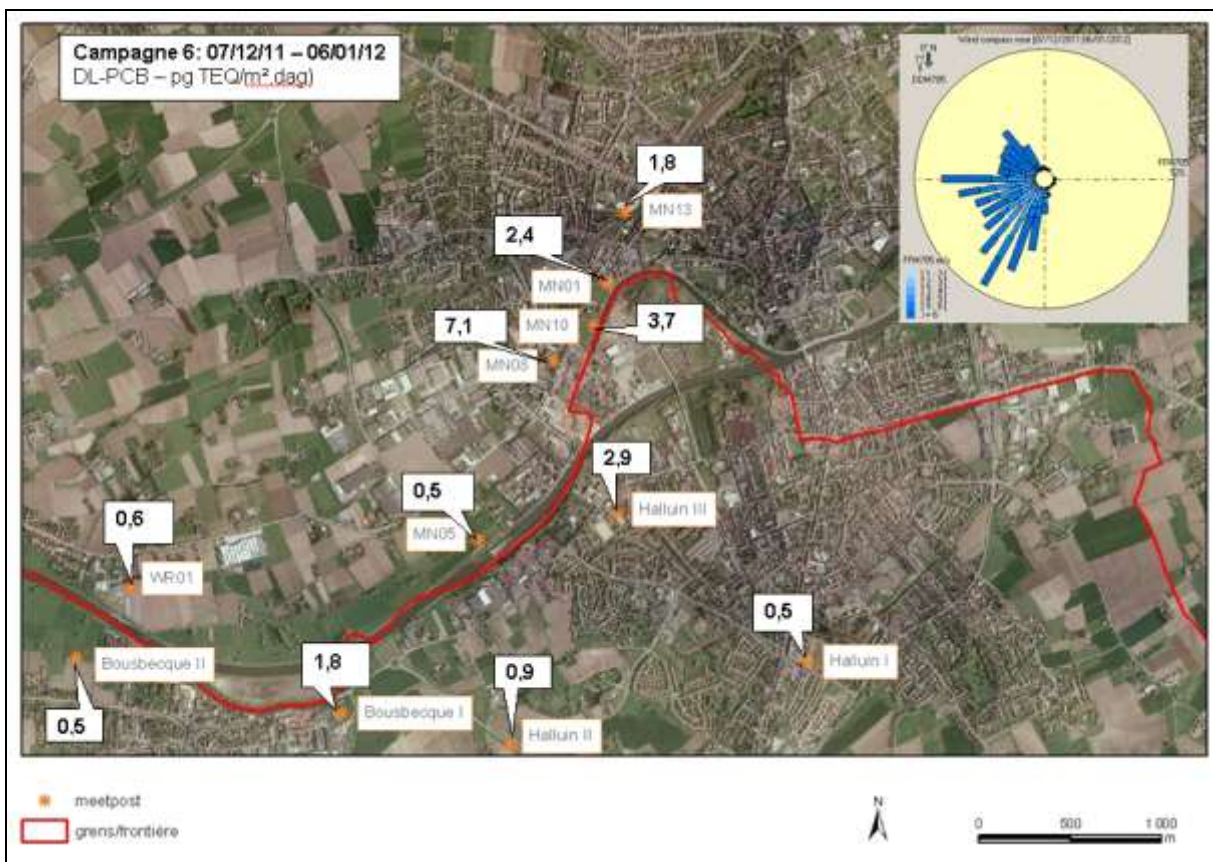 Campagne 6: 07/12/11 – 06/01/12
DL-PCB – pg TEQ/m².dag)
1,8
MN13
2,4
MN01
MN10
3,7
7,1
2,9
Halluin III
0,5
MN05
0,6
WR01
0,5
Halluin I
Bousbecque II
1,8
0,9
0,5
Bousbecque I
Halluin II
meetpost
grens/frontière
N
0 500 1 000
m